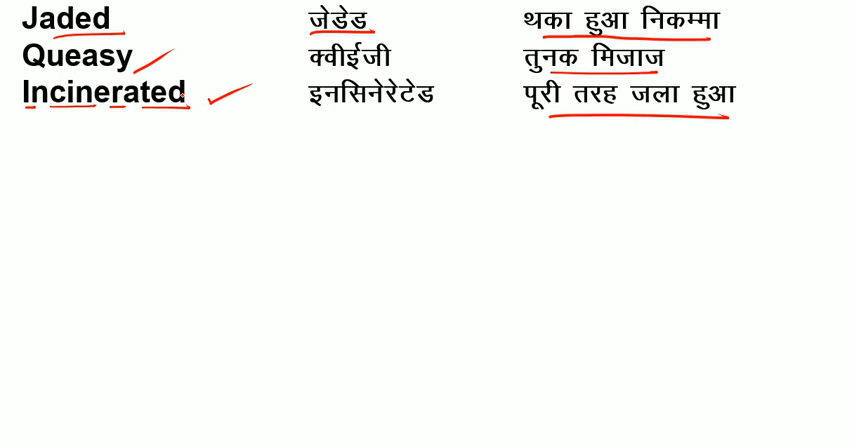 Jaded जेडेड थका हुआ निकम्मा
Queasy क्वीईजी तुनक मिजाज
Incinerated इनसिनेरेटेड पूरी तरह जला हुआ